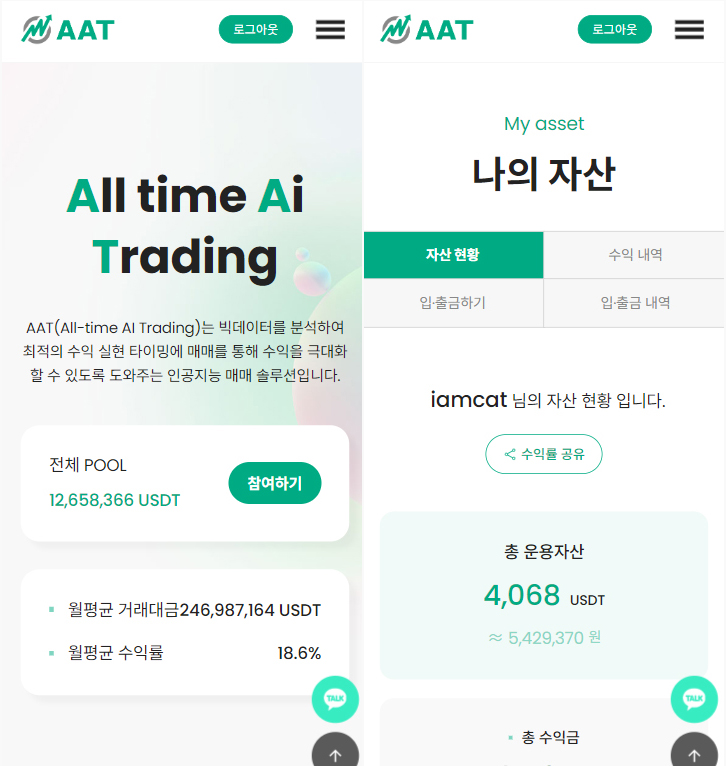 AAT
로그아웃
All time Ai
Trading
AAT(All-time AI Trading)는 빅데이터를 분석하여
최적의 수익 실현 타이밍에 매매를 통해 수익을 극대화
할 수 있도록 도와주는 인공지능 매매 솔루션입니다.
전체 POOL
12,658,366 USDT
참여하기
월평균 거래대금246,987,164 USDT
월평균 수익률 18.6%
TALK
AAT
로그아웃
My asset
나의 자산
자산 현황 수익 내역
입·출금하기 입·출금 내역
iamcat 님의 자산 현황 입니다.
수익률 공유
총 운용자산
4,068 USDT
≈ 5,429,370 원
TALK
총 수익금